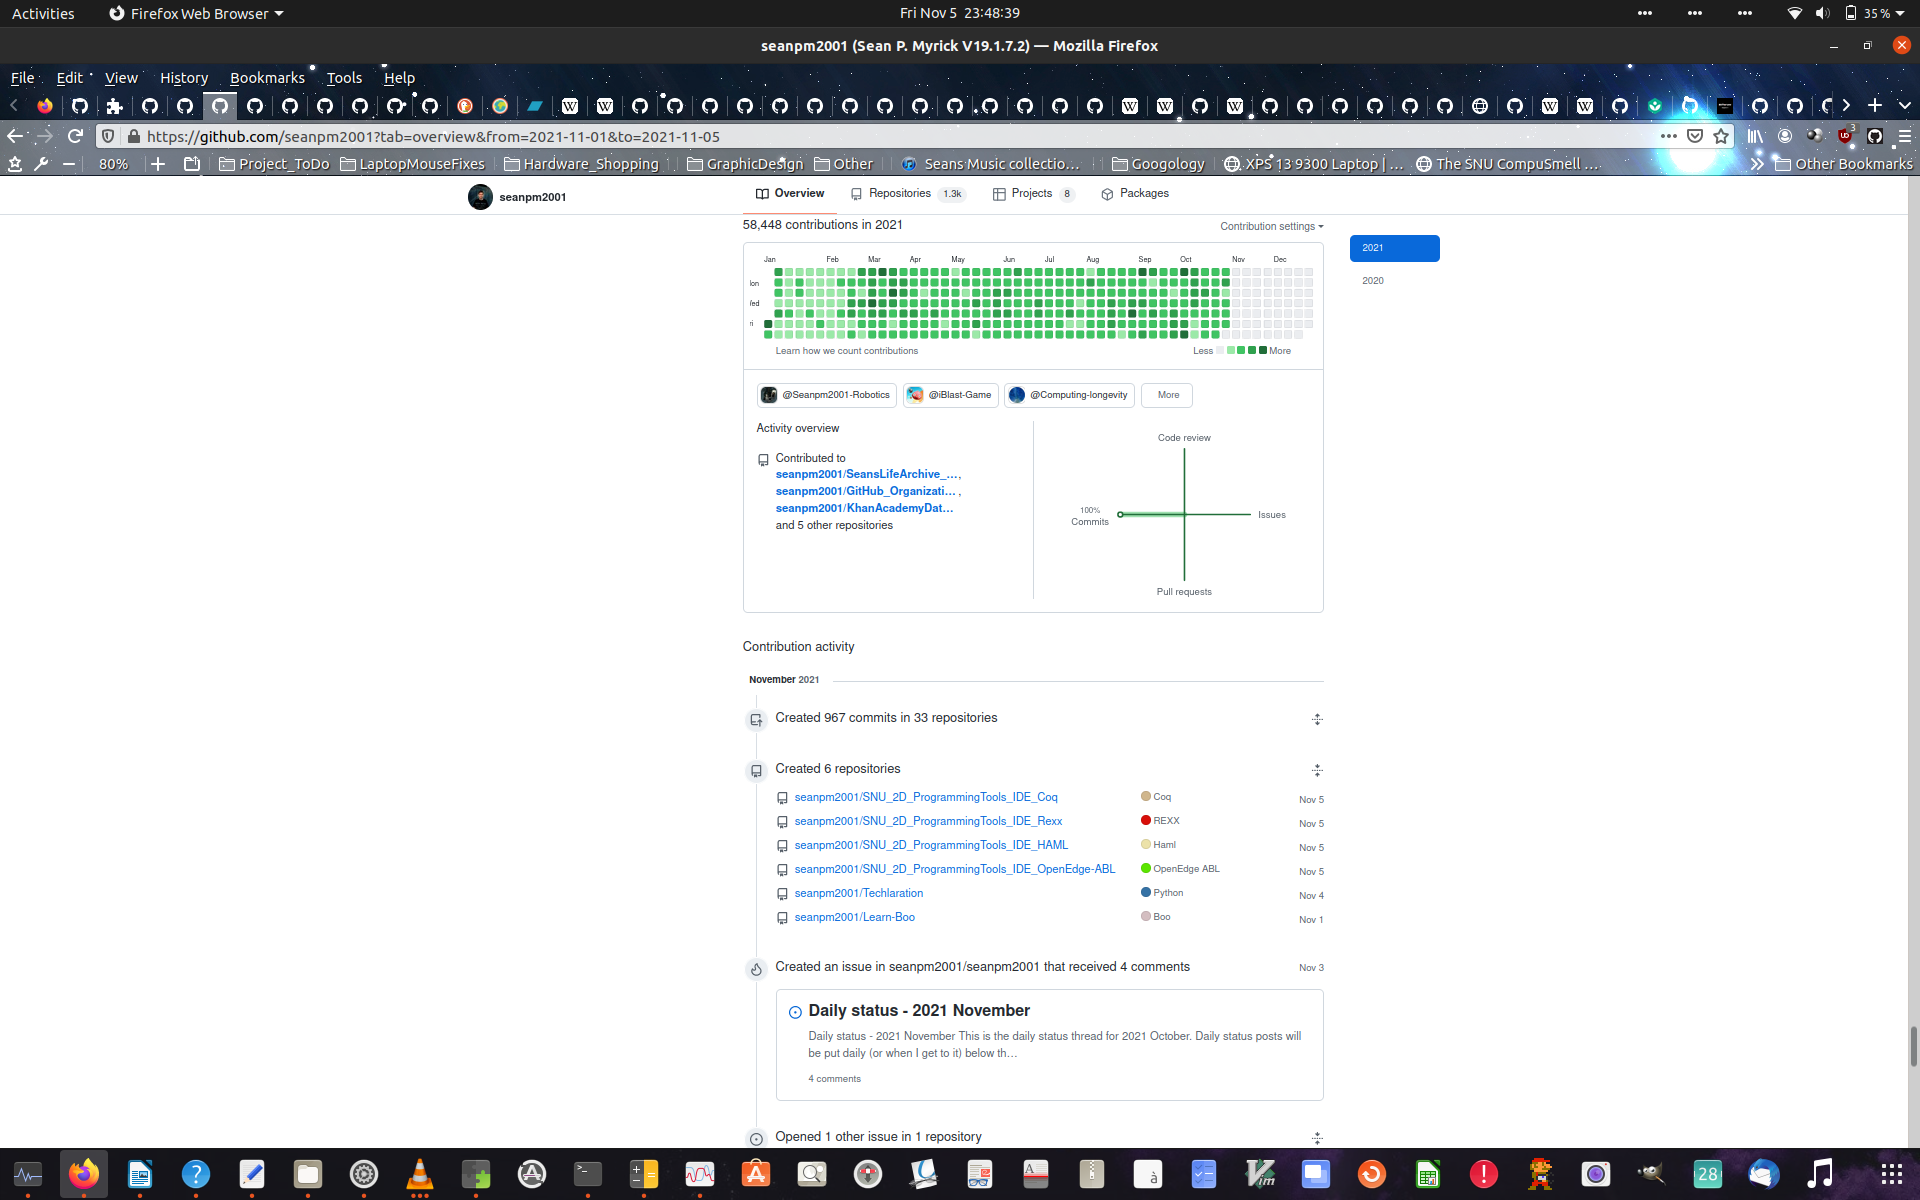 Activities
Firefox Web Browser
Fri Nov 5 23:48:39
35 %
seanpm2001 (Sean P. Myrick V19.1.7.2) — Mozilla Firefox
File Edit View History Bookmarks Tools Help
https://github.com/seanpm2001?tab=overview&from=2021-11-01&to=2021-11-05
3
80%
Project_ToDo
LaptopMouseFixes
Hardware_Shopping
GraphicDesign
Other
Seans Music collectio…
Googology
XPS 13 9300 Laptop | …
The SNU CompuSmell …
Other Bookmarks
seanpm2001
Overview
Repositories 1.3k
Projects 8
Packages
58,448 contributions in 2021
Contribution settings
2021
2020
Jan Feb Mar Apr May Jun Jul Aug Sep Oct Nov Dec
Learn how we count contributions
Less
More
@Seanpm2001-Robotics
@iBlast-Game
@Computing-longevity
More
Activity overview
Contributed to
seanpm2001/SeansLifeArchive_…,
seanpm2001/GitHub_Organizati… ,
seanpm2001/KhanAcademyDat…
and 5 other repositories
Code review
100%
Commits
Issues
Pull requests
Contribution activity
November 2021
Created 967 commits in 33 repositories
Created 6 repositories
seanpm2001/SNU_2D_ProgrammingTools_IDE_Coq Coq Nov 5
seanpm2001/SNU_2D_ProgrammingTools_IDE_Rexx REXX Nov 5
seanpm2001/SNU_2D_ProgrammingTools_IDE_HAML Haml Nov 5
seanpm2001/SNU_2D_ProgrammingTools_IDE_OpenEdge-ABL OpenEdge ABL Nov 5
seanpm2001/Techlaration Python Nov 4
seanpm2001/Learn-Boo Boo Nov 1
Created an issue in seanpm2001/seanpm2001 that received 4 comments Nov 3
Daily status - 2021 November
Daily status - 2021 November This is the daily status thread for 2021 October. Daily status posts will
be put daily (or when I get to it) below th…
4 comments
Opened 1 other issue in 1 repository
28